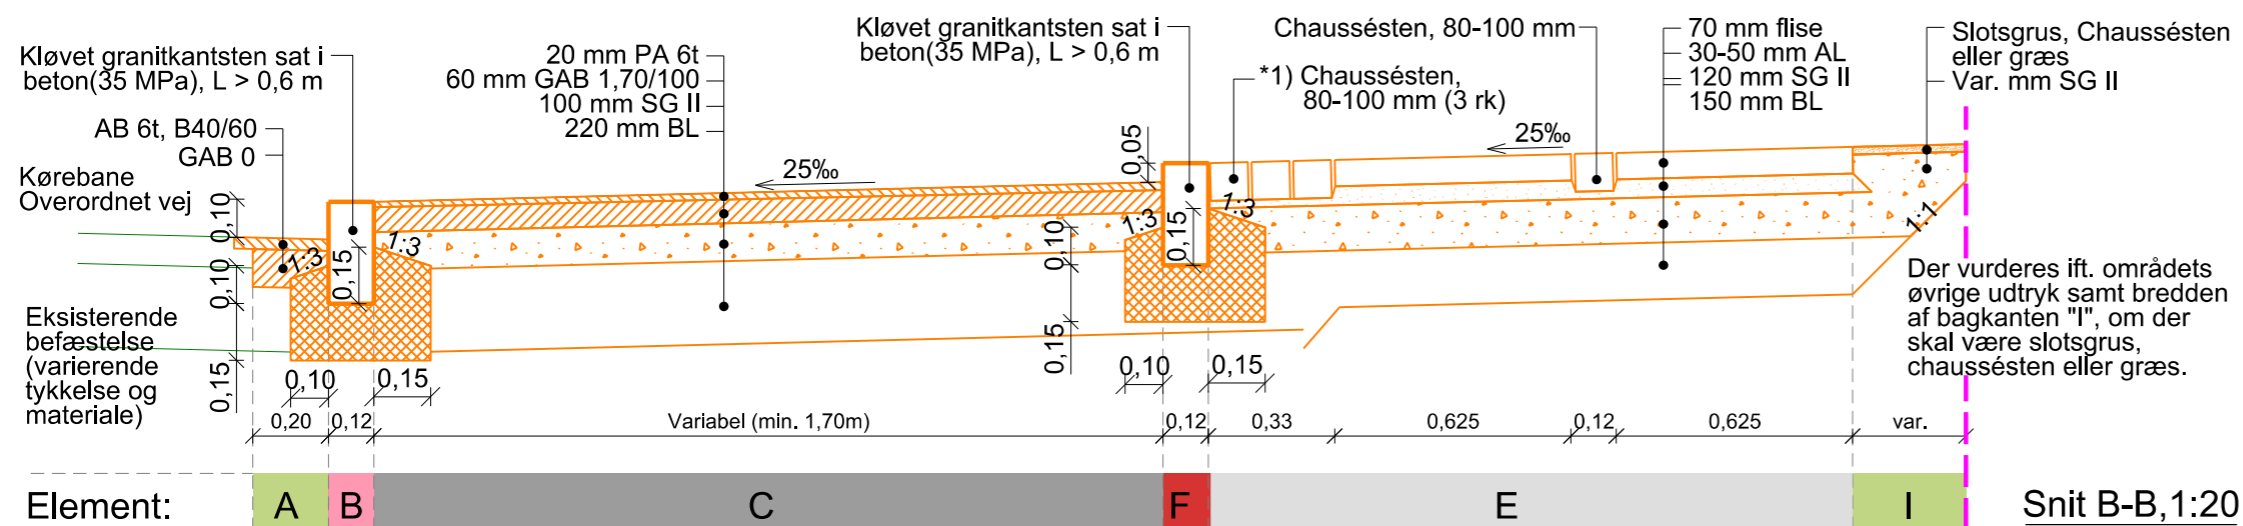 Kløvet granitkantsten sat i
beton(35 MPa), L > 0,6 m
AB 6t, B40/60
GAB 0
Kørebane
Overordnet vej
Eksisterende
befæstelse
(varierende
tykkelse og
materiale)
20 mm PA 6t
60 mm GAB 1,70/100
100 mm SG II
220 mm BL
25‰
Kløvet granitkantsten sat i
beton(35 MPa), L > 0,6 m
Chaussésten, 80-100 mm
*1) Chaussésten,
80-100 mm (3 rk)
25‰
70 mm flise
30-50 mm AL
120 mm SG II
150 mm BL
Slotsgrus, Chaussésten
eller græs
Var. mm SG II
Der vurderes ift. områdets
øvrige udtryk samt bredden
af bagkanten "I", om der
skal være slotsgrus,
chaussésten eller græs.
0,10
0,10
0,15
1:3
0,15
1:3
0,10
0,15
0,05
1:3
0,10
0,15
0,15
1:3
0,10
0,15
1:1
0,20
0,12
Variabel (min. 1,70m)
0,12
0,33
0,625
0,12
0,625
var.
Element:
A
B
C
F
E
I
Snit B-B,1:20